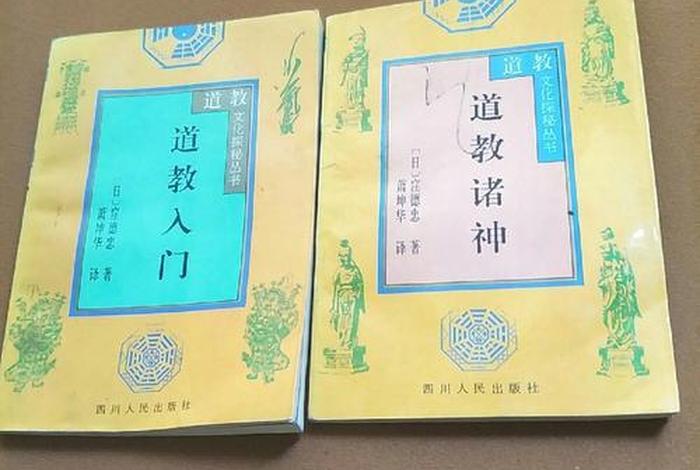 道教
文化探秘丛书
道教入门
〔日〕窪德忠 著
萧坤华 译
四川人民出版社
道教
文化探秘丛书
道教诸神
〔日〕窪德忠 著
萧坤华 译
四川人民出版社